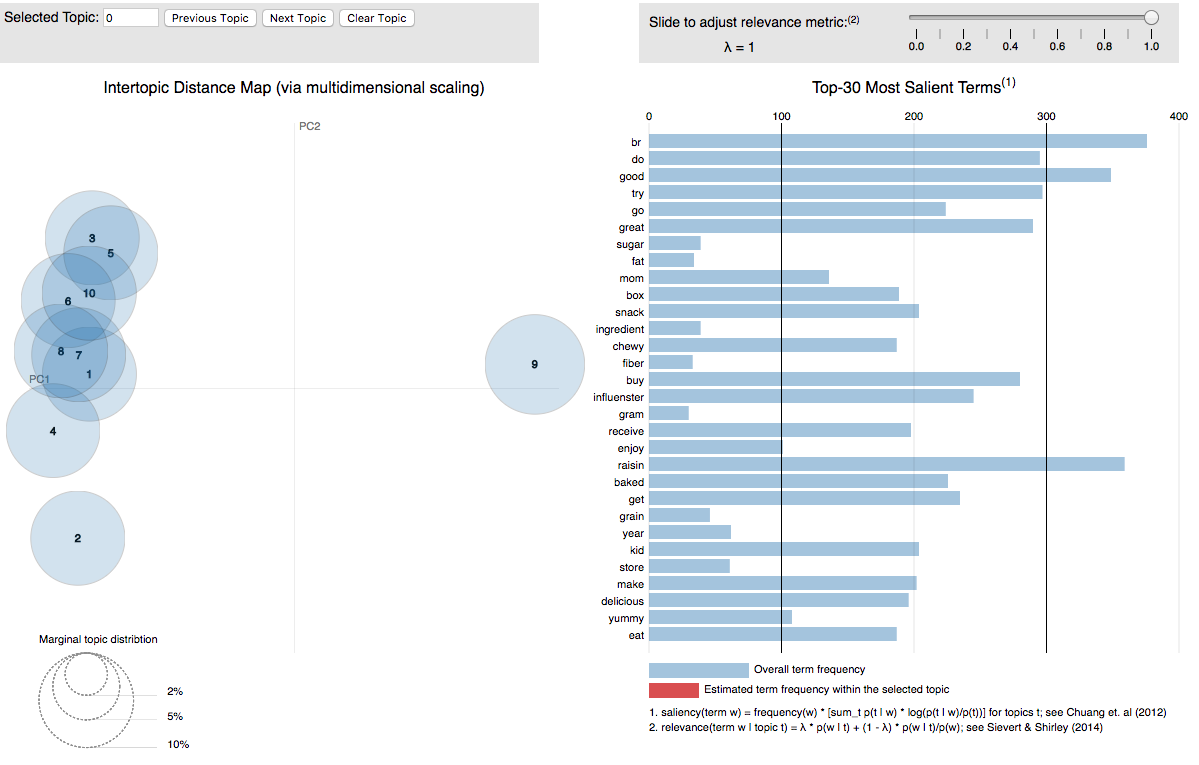 Selected Topic: 0 Previous Topic Next Topic Clear Topic
Slide to adjust relevance metric:(2)
λ = 1
0.0 0.2 0.4 0.6 0.8 1.0
Intertopic Distance Map (via multidimensional scaling)
PC2
3
5
10
6
8
7
1
PC1
4
2
9
Marginal topic distribtion
2%
5%
10%
Top-30 Most Salient Terms(1)
0 100 200 300 400
br
do
good
try
go
great
sugar
fat
mom
box
snack
ingredient
chewy
fiber
buy
influenster
gram
receive
enjoy
raisin
baked
get
grain
year
kid
store
make
delicious
yummy
eat
Overall term frequency
Estimated term frequency within the selected topic
1. saliency(term w) = frequency(w) * [sum_t p(t | w) * log(p(t | w)/p(t))] for topics t; see Chuang et. al (2012)
2. relevance(term w | topic t) = λ * p(w | t) + (1 - λ) * p(w | t)/p(w); see Sievert & Shirley (2014)